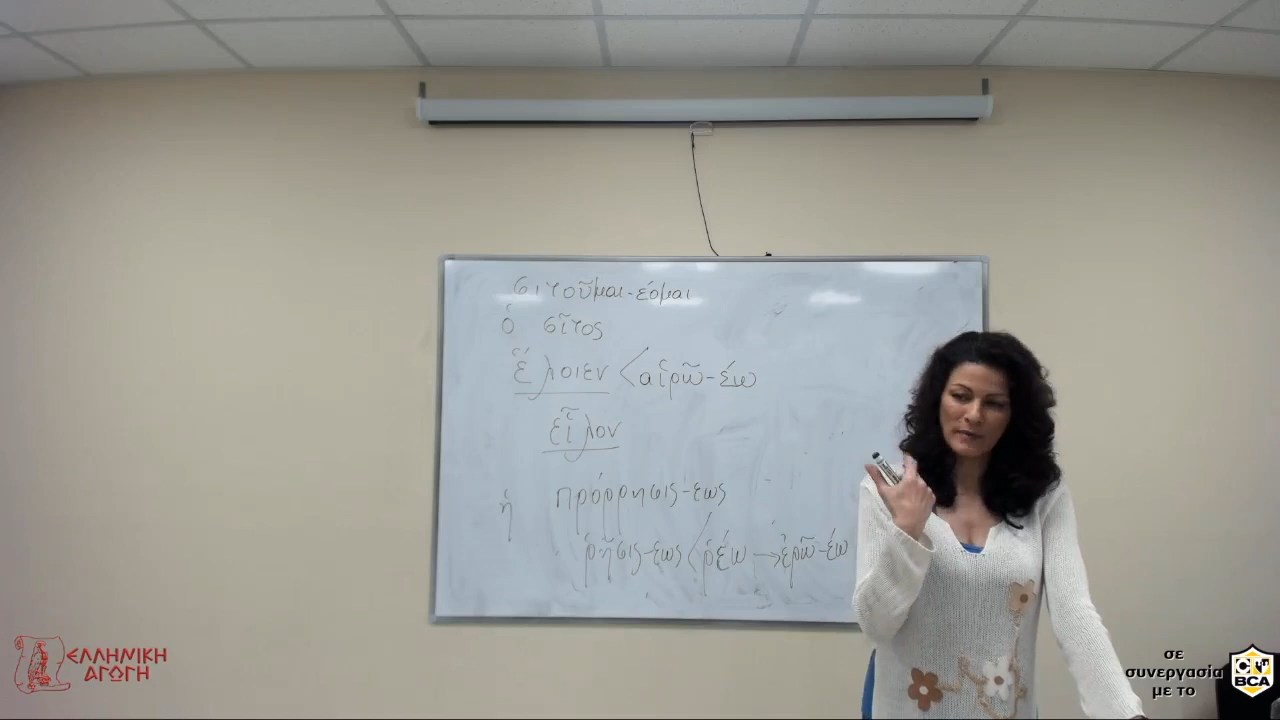 σιτοῦμαι-έομαι
ὁ σῖτος
ἕλοιεν < αἱρῶ-έω
εἷλον
ἡ πρόρρησις-εως
ῥῆσις-εως < ῥέω → ἐρῶ-έω
ΕΛΛΗΝΙΚΗ
ΑΓΩΓΗ
σε
συνεργασία
με το
BCA